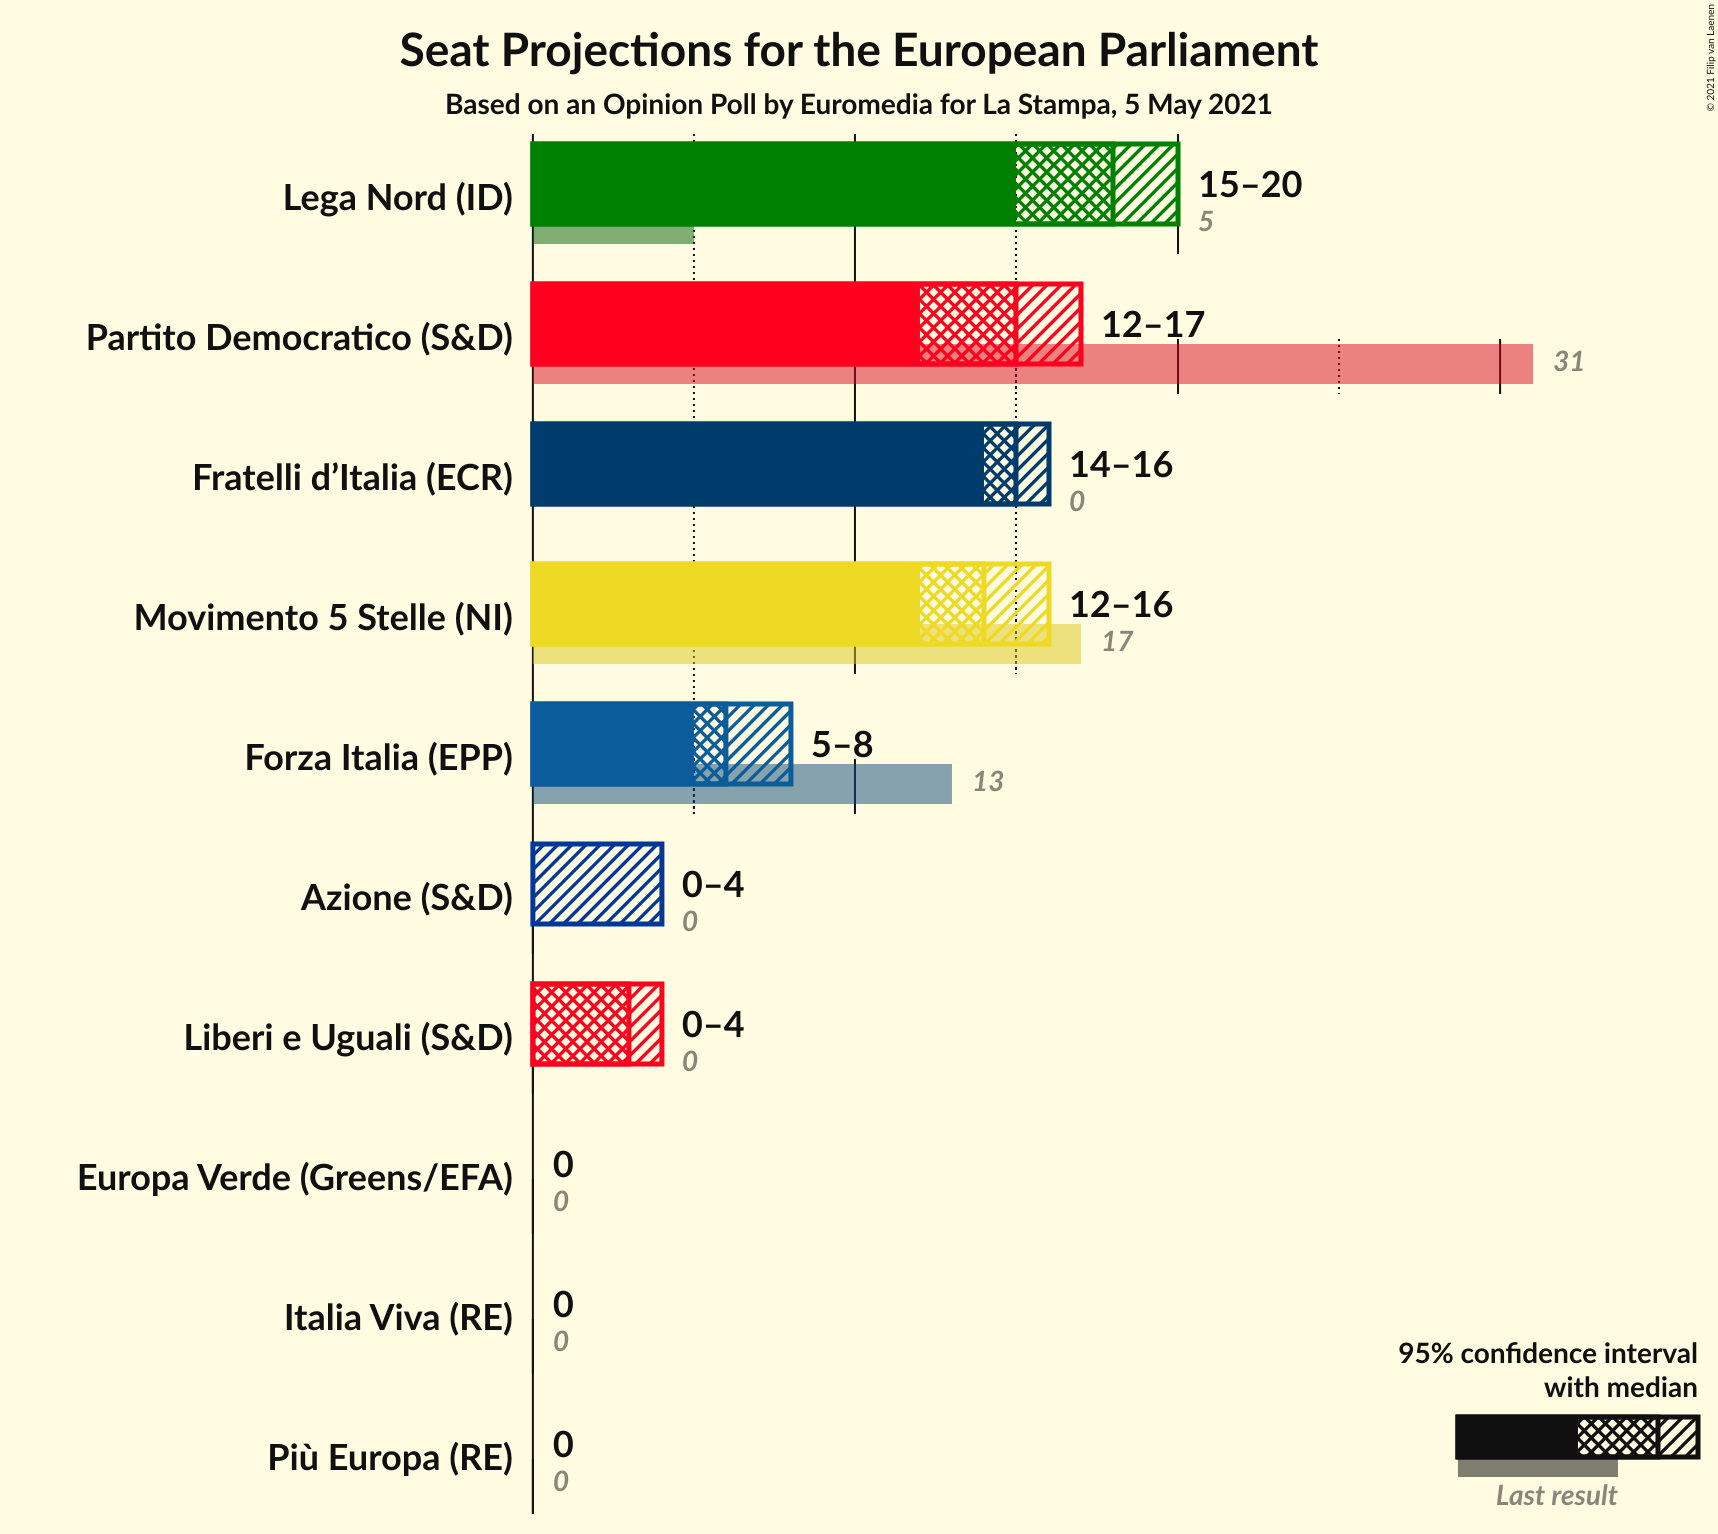 Seat Projections for the European Parliament
Based on an Opinion Poll by Euromedia for La Stampa, 5 May 2021
© 2021 Filip van Laenen
Lega Nord (ID)
15–20
5
Partito Democratico (S&D)
12–17
31
Fratelli d’Italia (ECR)
14–16
0
Movimento 5 Stelle (NI)
12–16
17
Forza Italia (EPP)
5–8
13
Azione (S&D)
0–4
0
Liberi e Uguali (S&D)
0–4
0
Europa Verde (Greens/EFA)
0
0
Italia Viva (RE)
0
0
Più Europa (RE)
0
0
95% confidence interval
with median
Last result